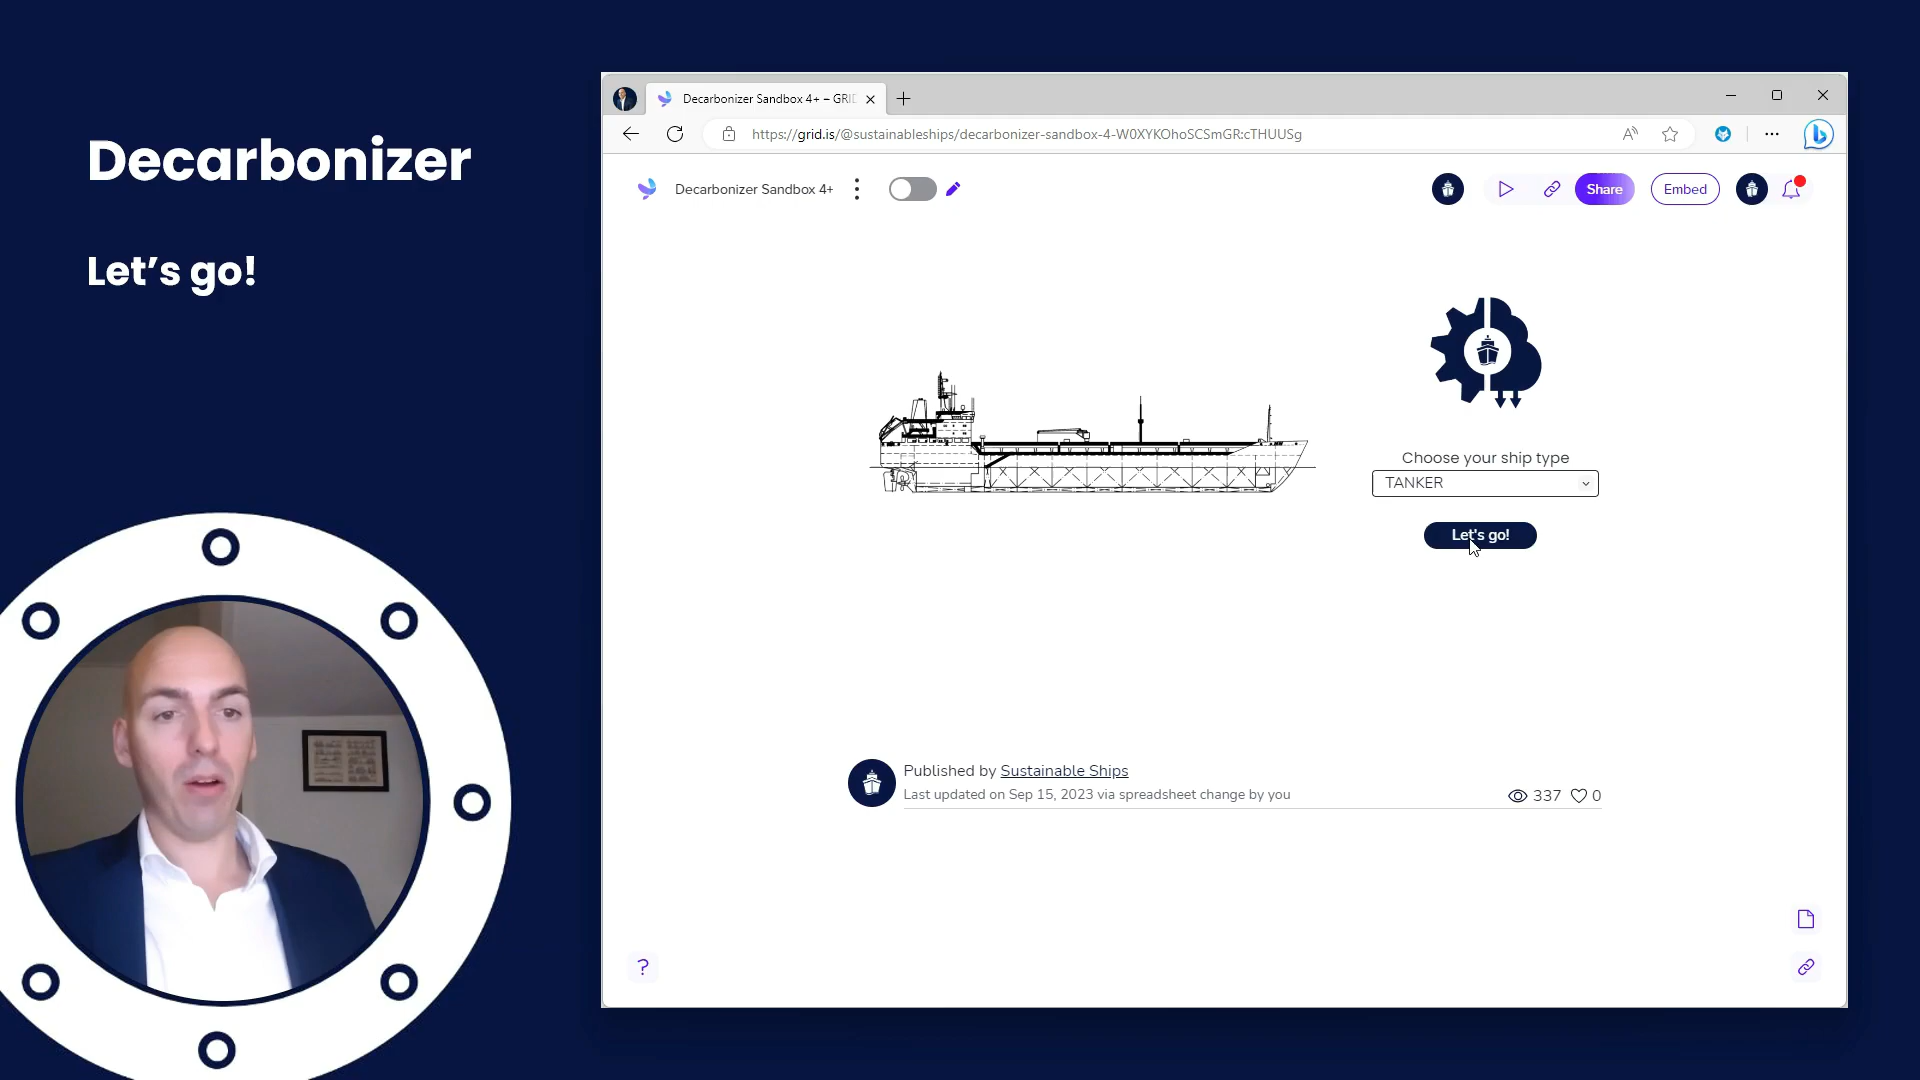 Decarbonizer
Let's go!
Decarbonizer Sandbox 4+ – GRID
https://grid.is/@sustainableships/decarbonizer-sandbox-4-W0XYKOhoSCSmGR:cTHUUSg
Decarbonizer Sandbox 4+
Share
Embed
Choose your ship type
TANKER
Let's go!
Published by Sustainable Ships
Last updated on Sep 15, 2023 via spreadsheet change by you
337
0
?